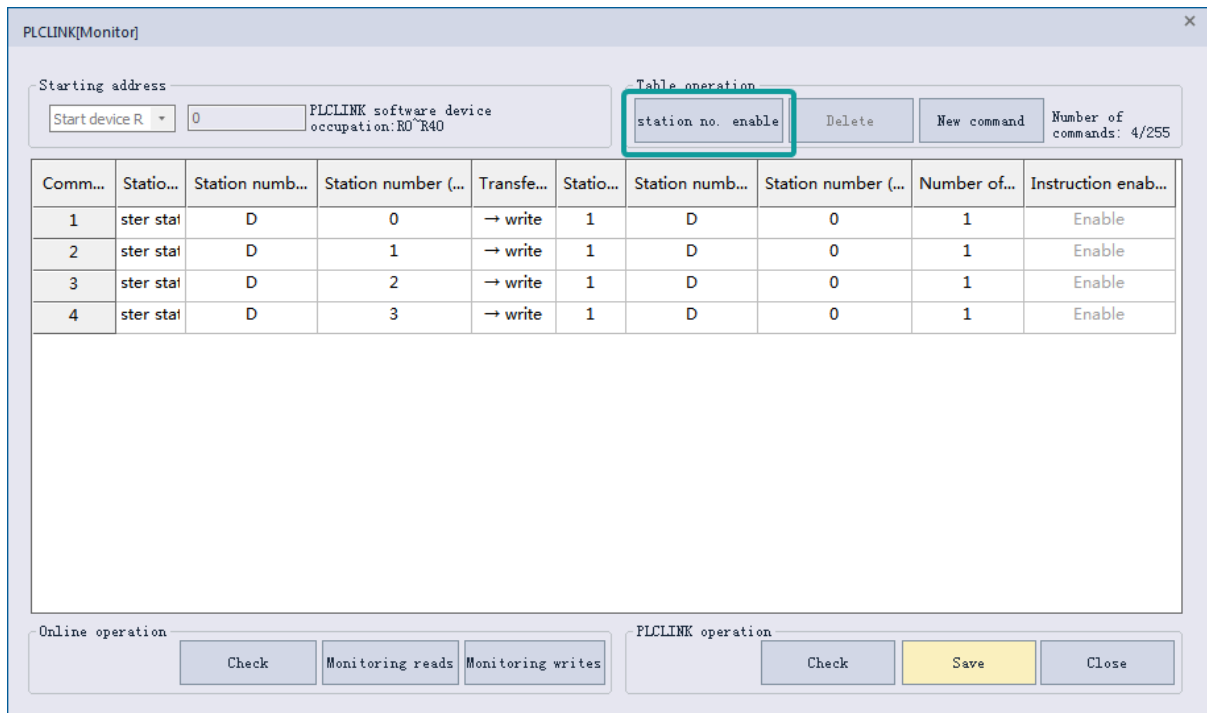 PLCLINK[Monitor]
Starting address
Table operation
Start device R
0
PLCLINK software device
occupation:R0~R40
station no. enable
Delete
New command
Number of
commands: 4/255
Comm... Statio... Station numb... Station number (... Transfe... Statio... Station numb... Station number (... Number of... Instruction enab...
1 ster stat D 0 → write 1 D 0 1 Enable
2 ster stat D 1 → write 1 D 0 1 Enable
3 ster stat D 2 → write 1 D 0 1 Enable
4 ster stat D 3 → write 1 D 0 1 Enable
Online operation
PLCLINK operation
Check
Monitoring reads
Monitoring writes
Check
Save
Close